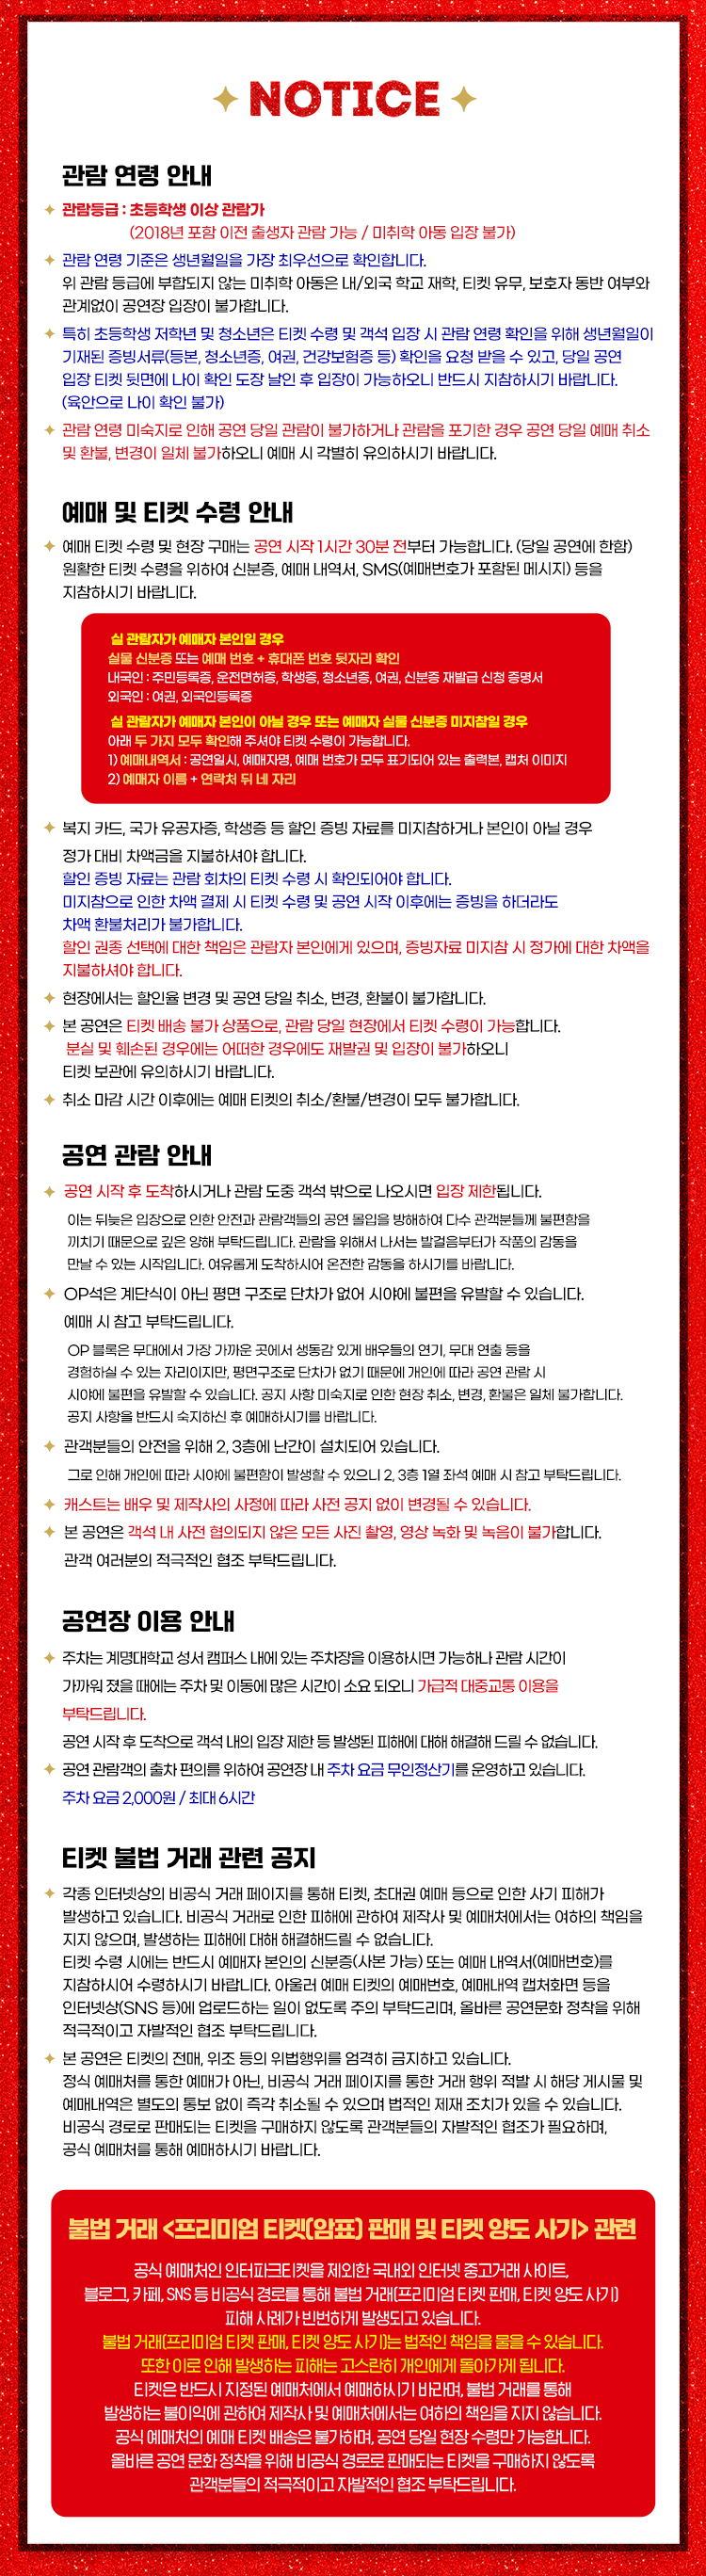 NOTICE
관람 연령 안내
관람등급 : 초등학생 이상 관람가
(2018년 포함 이전 출생자 관람 가능 / 미취학 아동 입장 불가)
관람 연령 기준은 생년월일을 가장 최우선으로 확인합니다.
위 관람 등급에 부합되지 않는 미취학 아동은 내/외국 학교 재학, 티켓 유무, 보호자 동반 여부와
관계없이 공연장 입장이 불가합니다.
특히 초등학생 저학년 및 청소년은 티켓 수령 및 객석 입장 시 관람 연령 확인을 위해 생년월일이
기재된 증빙서류(등본, 청소년증, 여권, 건강보험증 등) 확인을 요청 받을 수 있고, 당일 공연
입장 티켓 뒷면에 나이 확인 도장 날인 후 입장이 가능하오니 반드시 지참하시기 바랍니다.
(육안으로 나이 확인 불가)
관람 연령 미숙지로 인해 공연 당일 관람이 불가하거나 관람을 포기한 경우 공연 당일 예매 취소
및 환불, 변경이 일체 불가하오니 예매 시 각별히 유의하시기 바랍니다.
예매 및 티켓 수령 안내
예매 티켓 수령 및 현장 구매는 공연 시작 1시간 30분 전부터 가능합니다. (당일 공연에 한함)
원활한 티켓 수령을 위하여 신분증, 예매 내역서, SMS(예매번호가 포함된 메시지) 등을
지참하시기 바랍니다.
실 관람자가 예매자 본인일 경우
실물 신분증 또는 예매 번호 + 휴대폰 번호 뒷자리 확인
내국인 : 주민등록증, 운전면허증, 학생증, 청소년증, 여권, 신분증 재발급 신청 증명서
외국인 : 여권, 외국인등록증
실 관람자가 예매자 본인이 아닐 경우 또는 예매자 실물 신분증 미지참일 경우
아래 두 가지 모두 확인해 주셔야 티켓 수령이 가능합니다.
1) 예매내역서 : 공연일시, 예매자명, 예매 번호가 모두 표기되어 있는 출력본, 캡처 이미지
2) 예매자 이름 + 연락처 뒤 네 자리
복지 카드, 국가 유공자증, 학생증 등 할인 증빙 자료를 미지참하거나 본인이 아닐 경우
정가 대비 차액금을 지불하셔야 합니다.
할인 증빙 자료는 관람 회차의 티켓 수령 시 확인되어야 합니다.
미지참으로 인한 차액 결제 시 티켓 수령 및 공연 시작 이후에는 증빙을 하더라도
차액 환불처리가 불가합니다.
할인 권종 선택에 대한 책임은 관람자 본인에게 있으며, 증빙자료 미지참 시 정가에 대한 차액을
지불하셔야 합니다.
현장에서는 할인율 변경 및 공연 당일 취소, 변경, 환불이 불가합니다.
본 공연은 티켓 배송 불가 상품으로, 관람 당일 현장에서 티켓 수령이 가능합니다.
분실 및 훼손된 경우에는 어떠한 경우에도 재발권 및 입장이 불가하오니
티켓 보관에 유의하시기 바랍니다.
취소 마감 시간 이후에는 예매 티켓의 취소/환불/변경이 모두 불가합니다.
공연 관람 안내
공연 시작 후 도착하시거나 관람 도중 객석 밖으로 나오시면 입장 제한됩니다.
이는 뒤늦은 입장으로 인한 안전과 관람객들의 공연 몰입을 방해하여 다수 관객분들께 불편함을
끼치기 때문으로 깊은 양해 부탁드립니다. 관람을 위해서 나서는 발걸음부터가 작품의 감동을
만날 수 있는 시작입니다. 여유롭게 도착하시어 온전한 감동을 하시기를 바랍니다.
OP석은 계단식이 아닌 평면 구조로 단차가 없어 시야에 불편을 유발할 수 있습니다.
예매 시 참고 부탁드립니다.
OP 블록은 무대에서 가장 가까운 곳에서 생동감 있게 배우들의 연기, 무대 연출 등을
경험하실 수 있는 자리이지만, 평면구조로 단차가 없기 때문에 개인에 따라 공연 관람 시
시야에 불편을 유발할 수 있습니다. 공지 사항 미숙지로 인한 현장 취소, 변경, 환불은 일체 불가합니다.
공지 사항을 반드시 숙지하신 후 예매하시기를 바랍니다.
관객분들의 안전을 위해 2, 3층에 난간이 설치되어 있습니다.
그로 인해 개인에 따라 시야에 불편함이 발생할 수 있으니 2, 3층 1열 좌석 예매 시 참고 부탁드립니다.
캐스트는 배우 및 제작사의 사정에 따라 사전 공지 없이 변경될 수 있습니다.
본 공연은 객석 내 사전 협의되지 않은 모든 사진 촬영, 영상 녹화 및 녹음이 불가합니다.
관객 여러분의 적극적인 협조 부탁드립니다.
공연장 이용 안내
주차는 계명대학교 성서 캠퍼스 내에 있는 주차장을 이용하시면 가능하나 관람 시간이
가까워 졌을 때에는 주차 및 이동에 많은 시간이 소요 되오니 가급적 대중교통 이용을
부탁드립니다.
공연 시작 후 도착으로 객석 내의 입장 제한 등 발생된 피해에 대해 해결해 드릴 수 없습니다.
공연 관람객의 출차 편의를 위하여 공연장 내 주차 요금 무인정산기를 운영하고 있습니다.
주차 요금 2,000원 / 최대 6시간
티켓 불법 거래 관련 공지
각종 인터넷상의 비공식 거래 페이지를 통해 티켓, 초대권 예매 등으로 인한 사기 피해가
발생하고 있습니다. 비공식 거래로 인한 피해에 관하여 제작사 및 예매처에서는 여하의 책임을
지지 않으며, 발생하는 피해에 대해 해결해드릴 수 없습니다.
티켓 수령 시에는 반드시 예매자 본인의 신분증(사본 가능) 또는 예매 내역서(예매번호)를
지참하시어 수령하시기 바랍니다. 아울러 예매 티켓의 예매번호, 예매내역 캡처화면 등을
인터넷상(SNS 등)에 업로드하는 일이 없도록 주의 부탁드리며, 올바른 공연문화 정착을 위해
적극적이고 자발적인 협조 부탁드립니다.
본 공연은 티켓의 전매, 위조 등의 위법행위를 엄격히 금지하고 있습니다.
정식 예매처를 통한 예매가 아닌, 비공식 거래 페이지를 통한 거래 행위 적발 시 해당 게시물 및
예매내역은 별도의 통보 없이 즉각 취소될 수 있으며 법적인 제재 조치가 있을 수 있습니다.
비공식 경로로 판매되는 티켓을 구매하지 않도록 관객분들의 자발적인 협조가 필요하며,
공식 예매처를 통해 예매하시기 바랍니다.
불법 거래 <프리미엄 티켓(암표) 판매 및 티켓 양도 사기> 관련
공식 예매처인 인터파크티켓을 제외한 국내외 인터넷 중고거래 사이트,
블로그, 카페, SNS 등 비공식 경로를 통해 불법 거래(프리미엄 티켓 판매, 티켓 양도 사기)
피해 사례가 빈번하게 발생되고 있습니다.
불법 거래(프리미엄 티켓 판매, 티켓 양도 사기)는 법적인 책임을 물을 수 있습니다.
또한 이로 인해 발생하는 피해는 고스란히 개인에게 돌아가게 됩니다.
티켓은 반드시 지정된 예매처에서 예매하시기 바라며, 불법 거래를 통해
발생하는 불이익에 관하여 제작사 및 예매처에서는 여하의 책임을 지지 않습니다.
공식 예매처의 예매 티켓 배송은 불가하며, 공연 당일 현장 수령만 가능합니다.
올바른 공연 문화 정착을 위해 비공식 경로로 판매되는 티켓을 구매하지 않도록
관객분들의 적극적이고 자발적인 협조 부탁드립니다.